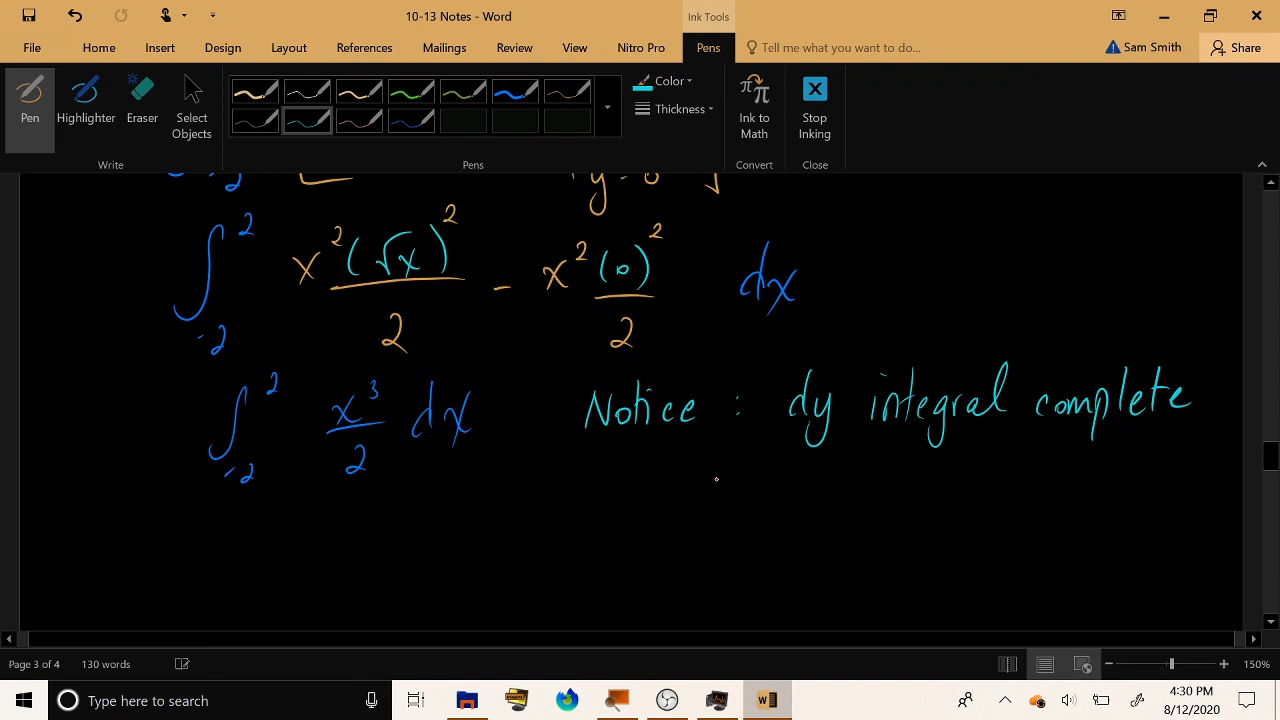 10-13 Notes - Word
Ink Tools
File Home Insert Design Layout References Mailings Review View Nitro Pro Pens Tell me what you want to do... Sam Smith Share
Pen Highlighter Eraser Select Objects
Color
Thickness
Ink to Math
Stop Inking
Write Pens Convert Close
-2 y=0 √
∫ 2 -2 x² (√x)² / 2 - x² (0)² / 2 dx
∫ 2 -2 x³ / 2 dx Notice : dy integral complete
Page 3 of 4 130 words 150%
Type here to search
4:30 PM
8/12/2020